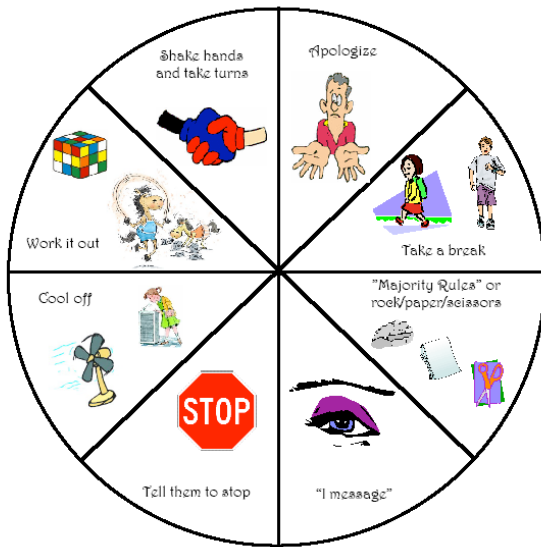 Shake hands
and take turns
Apologize
Work it out
Take a break
Cool off
"Majority Rules" or
rock/paper/scissors
STOP
Tell them to stop
"I message"